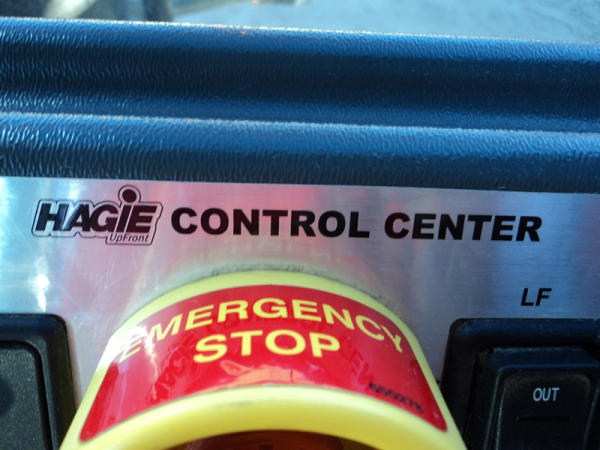 HAGIE CONTROL CENTER
UpFront
LF
EMERGENCY
STOP
OUT